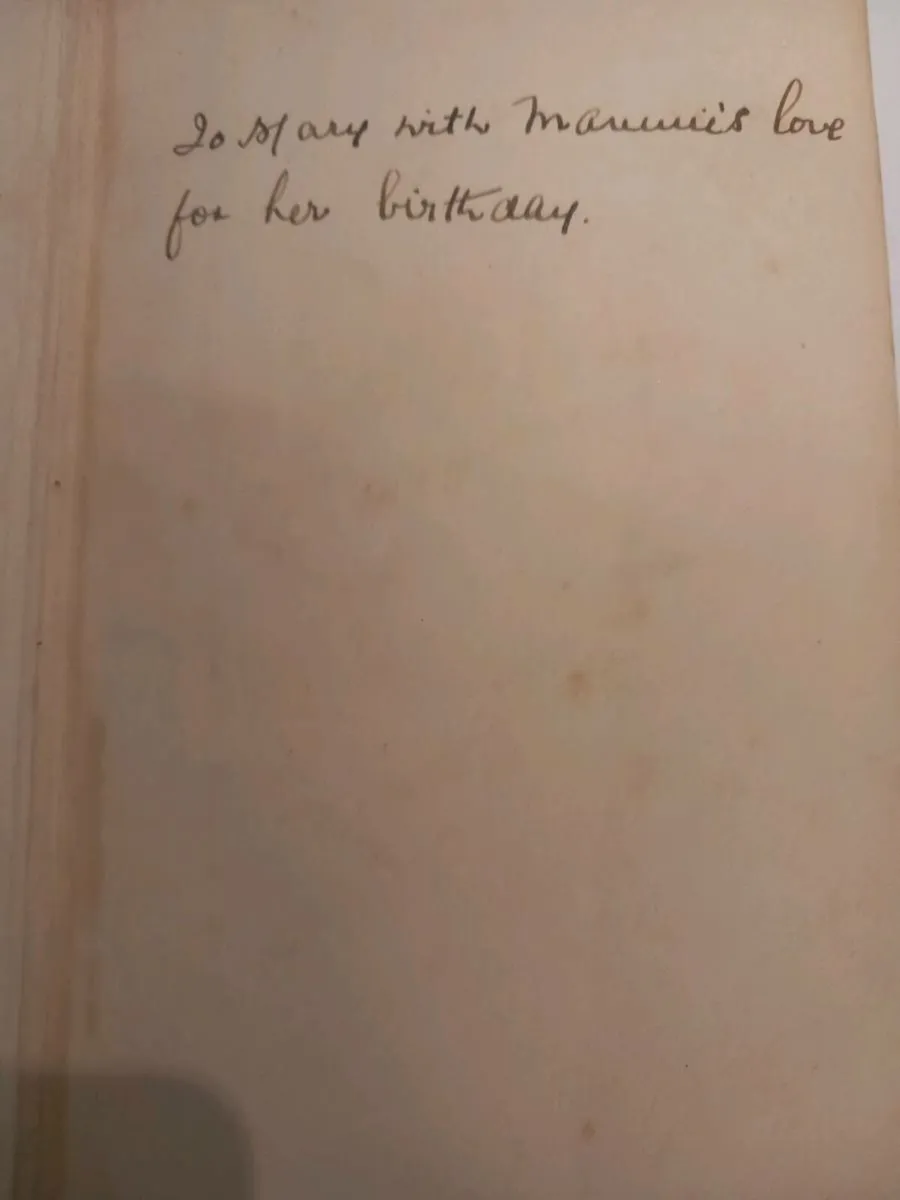 To Mary with Mammie's love
for her birthday.